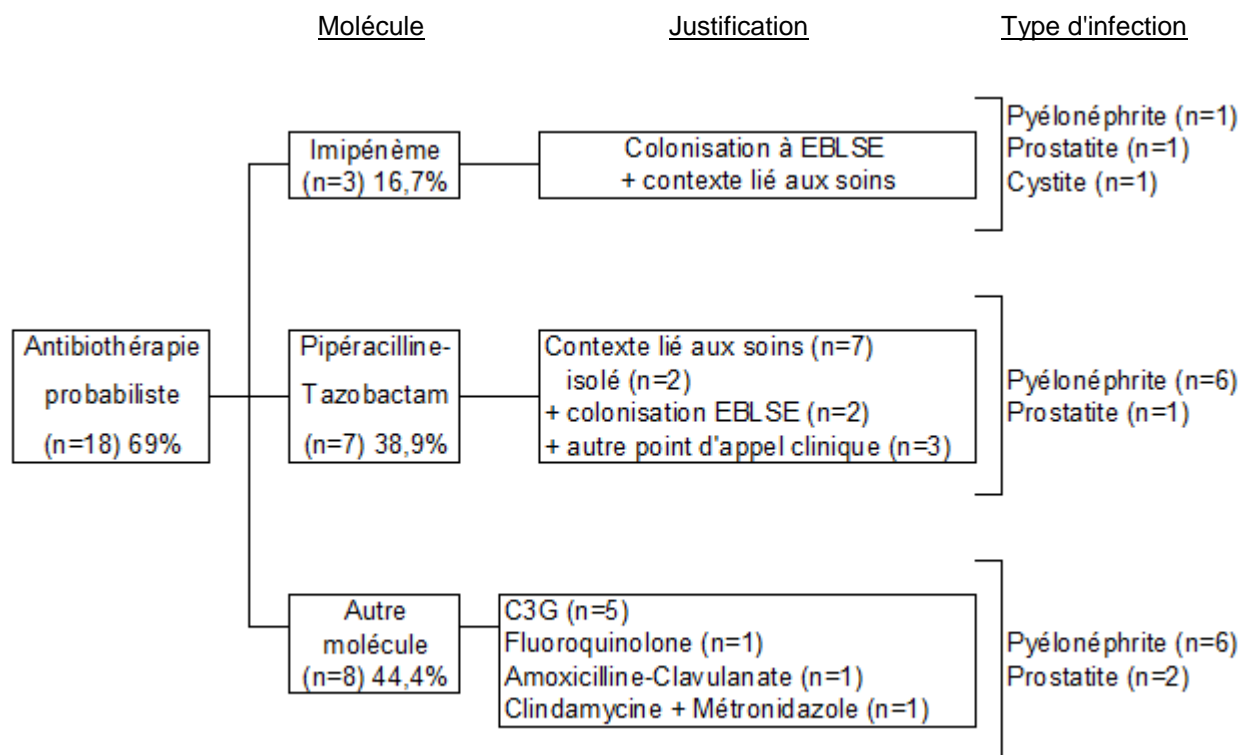 Molécule
Justification
Type d'infection
Imipénème
(n=3) 16,7%
Colonisation à EBLSE
+ contexte lié aux soins
Pyélonéphrite (n=1)
Prostatite (n=1)
Cystite (n=1)
Antibiothérapie
probabiliste
(n=18) 69%
Pipéracilline-
Tazobactam
(n=7) 38,9%
Contexte lié aux soins (n=7)
isolé (n=2)
+ colonisation EBLSE (n=2)
+ autre point d'appel clinique (n=3)
Pyélonéphrite (n=6)
Prostatite (n=1)
Autre
molécule
(n=8) 44,4%
C3G (n=5)
Fluoroquinolone (n=1)
Amoxicilline-Clavulanate (n=1)
Clindamycine + Métronidazole (n=1)
Pyélonéphrite (n=6)
Prostatite (n=2)